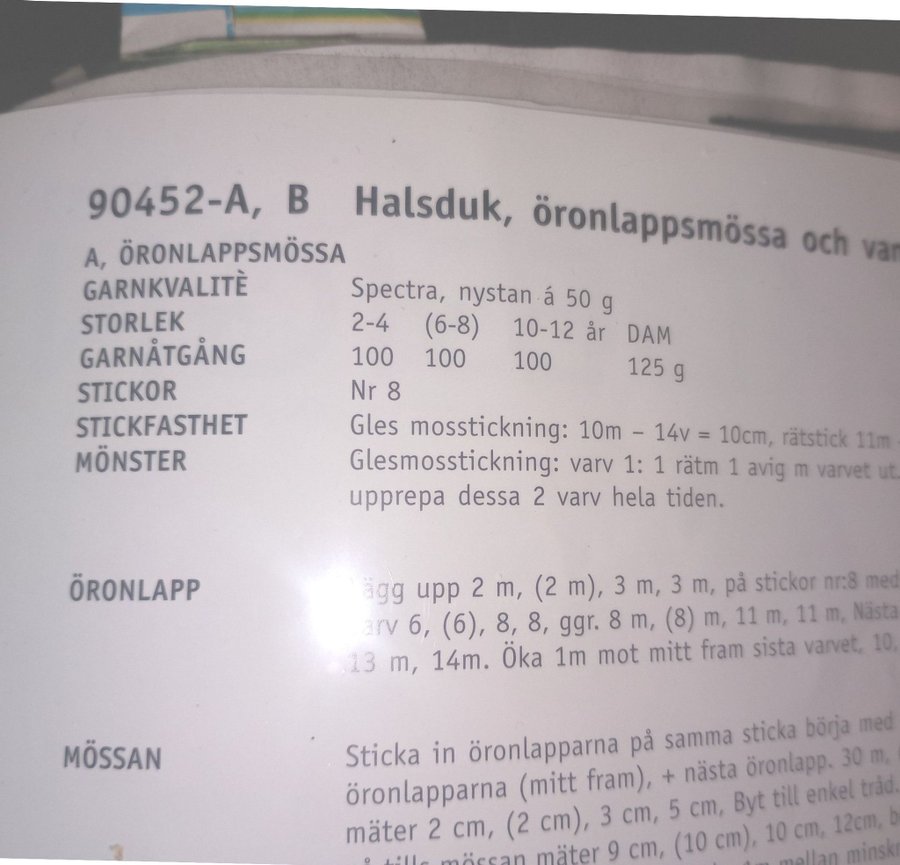 90452-A, B Halsduk, öronlappsmössa och
A, ÖRONLAPPSMÖSSA
GARNKVALITÈ Spectra, nystan á 50 g
STORLEK 2-4 (6-8) 10-12 år DAM
GARNÅTGÅNG 100 100 100 125 g
STICKOR Nr 8
STICKFASTHET Gles mosstickning: 10m – 14v = 10cm, rätstick 11m
MÖNSTER Glesmosstickning: varv 1: 1 rätm 1 avig m varvet ut.
upprepa dessa 2 varv hela tiden.
ÖRONLAPP ägg upp 2 m, (2 m), 3 m, 3 m, på stickor nr:8 med
arv 6, (6), 8, 8, ggr. 8 m, (8) m, 11 m, 11 m, Nästa
13 m, 14m. Öka 1m mot mitt fram sista varvet, 10,
MÖSSAN Sticka in öronlapparna på samma sticka börja med
öronlapparna (mitt fram), + nästa öronlapp. 30 m,
mäter 2 cm, (2 cm), 3 cm, 5 cm, Byt till enkel tråd.
tills mössan mäter 9 cm, (10 cm), 10 cm, 12cm,
mellan